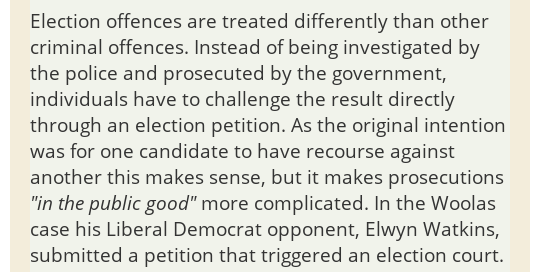 Election offences are treated differently than other
criminal offences. Instead of being investigated by
the police and prosecuted by the government,
individuals have to challenge the result directly
through an election petition. As the original intention
was for one candidate to have recourse against
another this makes sense, but it makes prosecutions
"in the public good" more complicated. In the Woolas
case his Liberal Democrat opponent, Elwyn Watkins,
submitted a petition that triggered an election court.